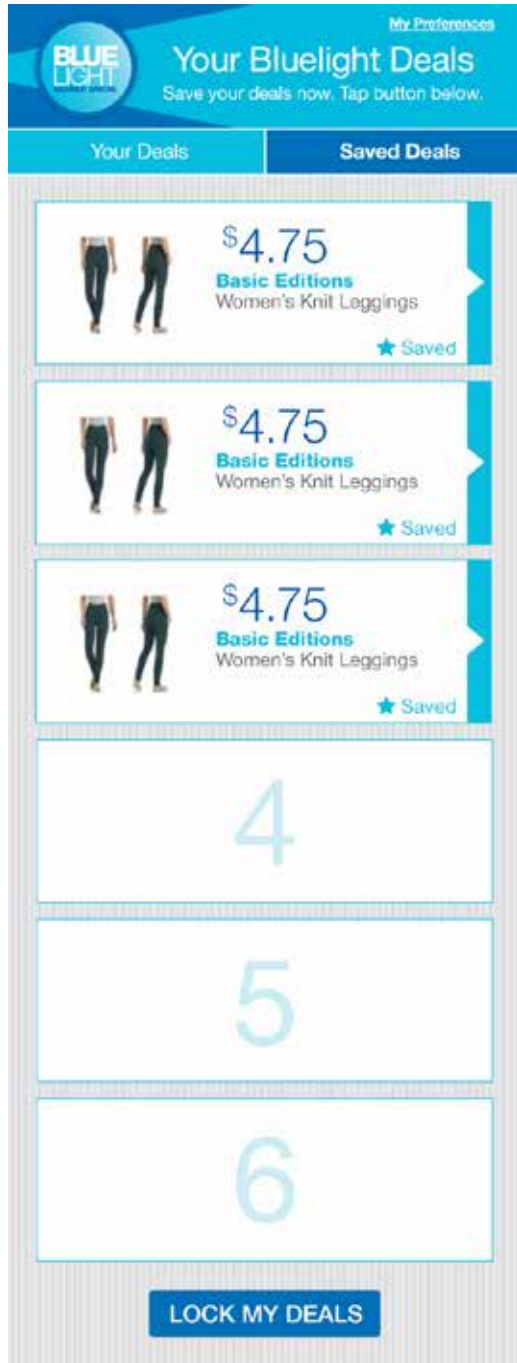 My Preferences
BLUE
LIGHT
MEMBER SPECIAL
Your Bluelight Deals
Save your deals now. Tap button below.
Your Deals
Saved Deals
$4.75
Basic Editions
Women's Knit Leggings
★ Saved
$4.75
Basic Editions
Women's Knit Leggings
★ Saved
$4.75
Basic Editions
Women's Knit Leggings
★ Saved
4
5
6
LOCK MY DEALS